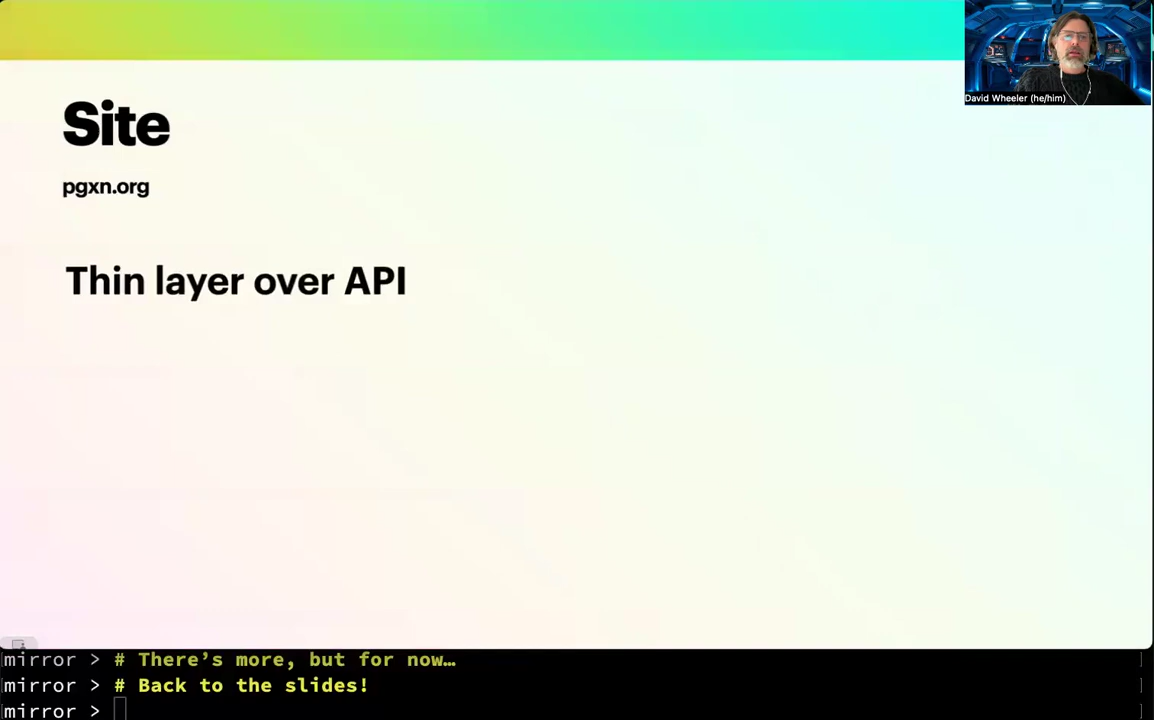 Site
David Wheeler (he/him)
pgxn.org
Thin layer over API
mirror > # There’s more, but for now…
mirror > # Back to the slides!
mirror >